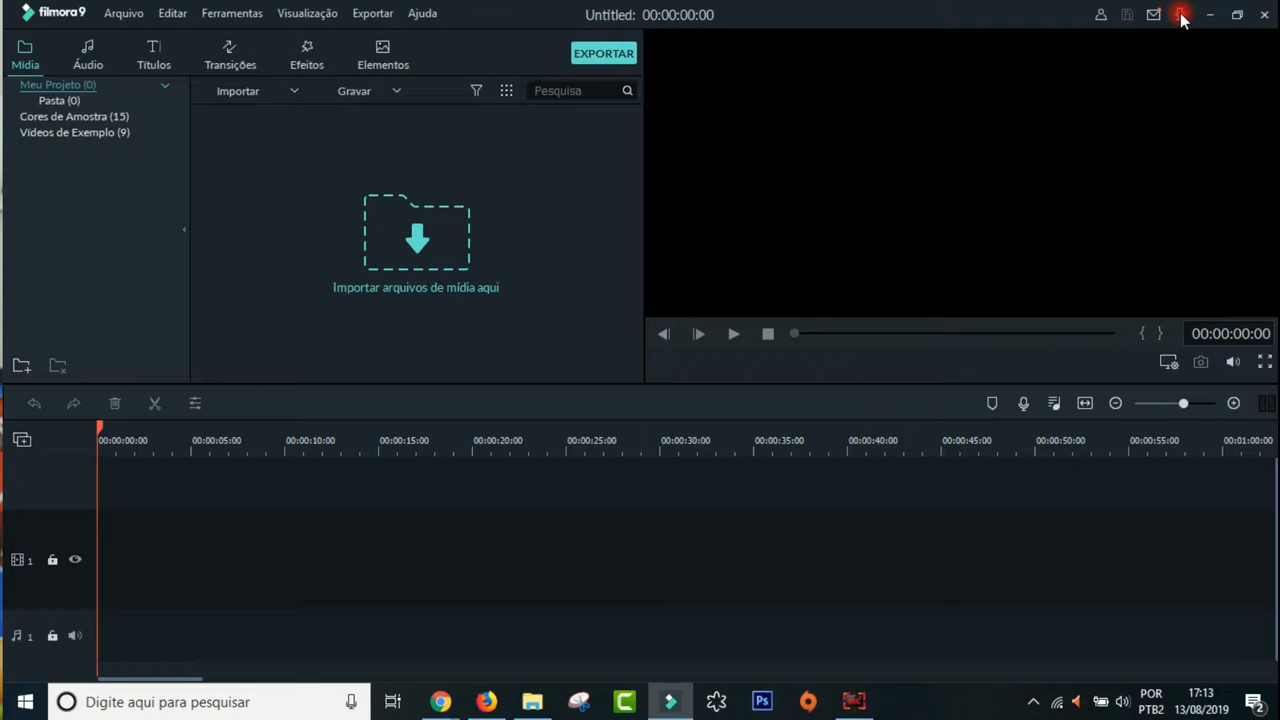 filmora9 Arquivo Editar Ferramentas Visualização Exportar Ajuda Untitled: 00:00:00:00
Mídia Áudio Títulos Transições Efeitos Elementos EXPORTAR
Meu Projeto (0)
Pasta (0)
Cores de Amostra (15)
Vídeos de Exemplo (9)
Importar Gravar Pesquisa
Importar arquivos de mídia aqui
{ } 00:00:00:00
00:00:00:00 00:00:05:00 00:00:10:00 00:00:15:00 00:00:20:00 00:00:25:00 00:00:30:00 00:00:35:00 00:00:40:00 00:00:45:00 00:00:50:00 00:00:55:00 00:01:00:00
1
1
Digite aqui para pesquisar
Ps
POR
PTB2
17:13
13/08/2019
2